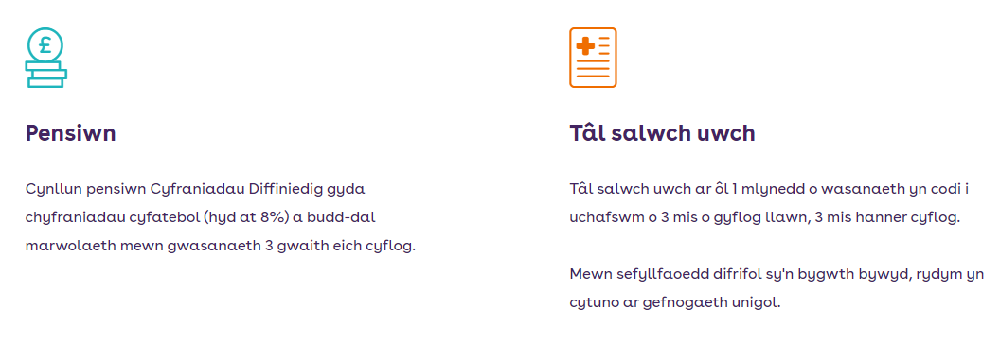 £
Pensiwn
Cynllun pensiwn Cyfraniadau Diffiniedig gyda
chyfraniadau cyfatebol (hyd at 8%) a budd-dal
marwolaeth mewn gwasanaeth 3 gwaith eich cyflog.
Tâl salwch uwch
Tâl salwch uwch ar ôl 1 mlynedd o wasanaeth yn codi i
uchafswm o 3 mis o gyflog llawn, 3 mis hanner cyflog.
Mewn sefyllfaoedd difrifol sy'n bygwth bywyd, rydym yn
cytuno ar gefnogaeth unigol.